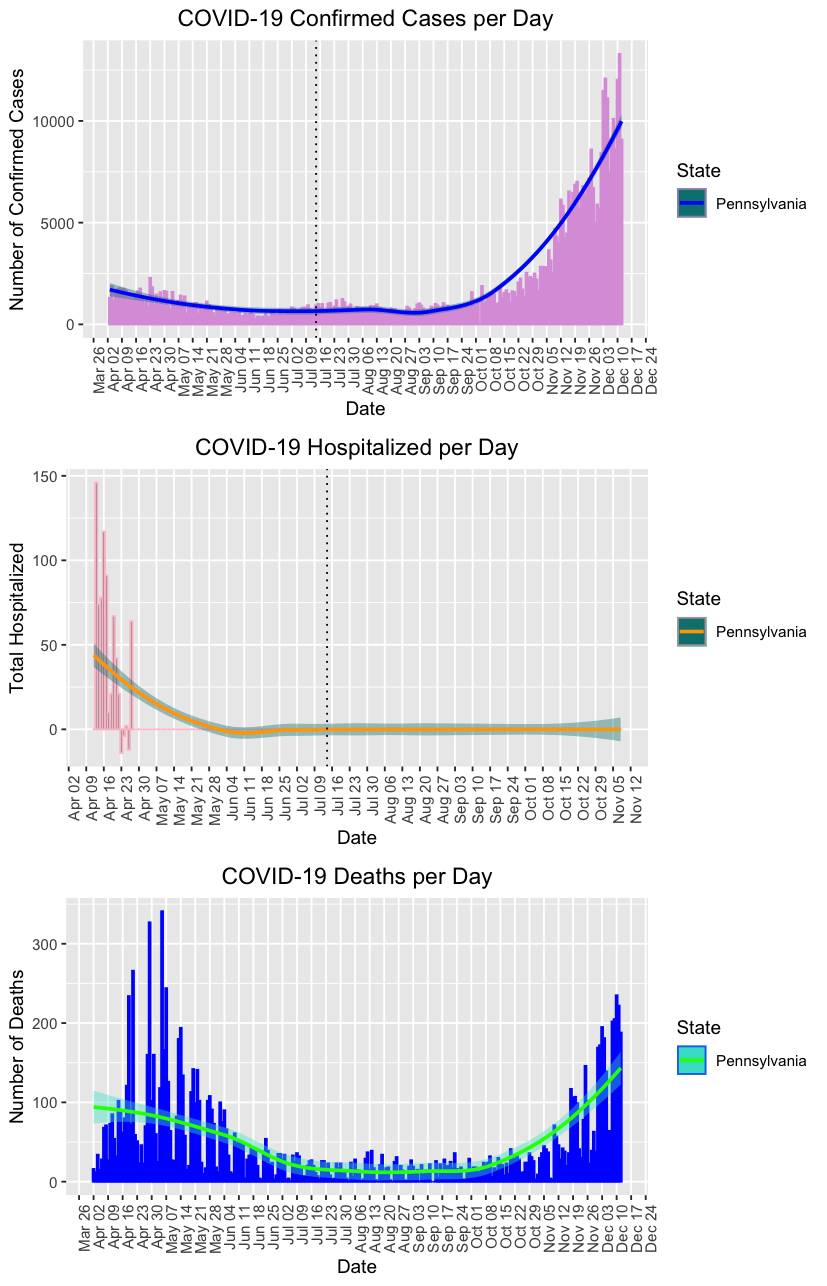 COVID-19 Confirmed Cases per Day
Number of Confirmed Cases
10000
5000
0
Mar 26
Apr 02
Apr 09
Apr 16
Apr 23
Apr 30
May 07
May 14
May 21
May 28
Jun 04
Jun 11
Jun 18
Jun 25
Jul 02
Jul 09
Jul 16
Jul 23
Jul 30
Aug 06
Aug 13
Aug 20
Aug 27
Sep 03
Sep 10
Sep 17
Sep 24
Oct 01
Oct 08
Oct 15
Oct 22
Oct 29
Nov 05
Nov 12
Nov 19
Nov 26
Dec 03
Dec 10
Dec 17
Dec 24
Date
State
Pennsylvania
COVID-19 Hospitalized per Day
Total Hospitalized
150
100
50
0
Apr 02
Apr 09
Apr 16
Apr 23
Apr 30
May 07
May 14
May 21
May 28
Jun 04
Jun 11
Jun 18
Jun 25
Jul 02
Jul 09
Jul 16
Jul 23
Jul 30
Aug 06
Aug 13
Aug 20
Aug 27
Sep 03
Sep 10
Sep 17
Sep 24
Oct 01
Oct 08
Oct 15
Oct 22
Oct 29
Nov 05
Nov 12
Date
State
Pennsylvania
COVID-19 Deaths per Day
Number of Deaths
300
200
100
0
Mar 26
Apr 02
Apr 09
Apr 16
Apr 23
Apr 30
May 07
May 14
May 21
May 28
Jun 04
Jun 11
Jun 18
Jun 25
Jul 02
Jul 09
Jul 16
Jul 23
Jul 30
Aug 06
Aug 13
Aug 20
Aug 27
Sep 03
Sep 10
Sep 17
Sep 24
Oct 01
Oct 08
Oct 15
Oct 22
Oct 29
Nov 05
Nov 12
Nov 19
Nov 26
Dec 03
Dec 10
Dec 17
Dec 24
Date
State
Pennsylvania